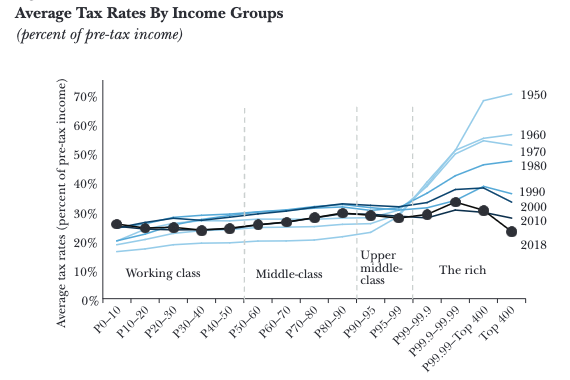 Average Tax Rates By Income Groups
(percent of pre-tax income)
Average tax rates (percent of pre-tax income)
70%
60%
50%
40%
30%
20%
10%
0%
1950
1960
1970
1980
1990
2000
2010
2018
Working class
Middle-class
Upper
middle-
class
The rich
P0–10
P10–20
P20–30
P30–40
P40–50
P50–60
P60–70
P70–80
P80–90
P90–95
P95–99
P99–99.9
P99.9–99.99
P99.99–Top 400
Top 400